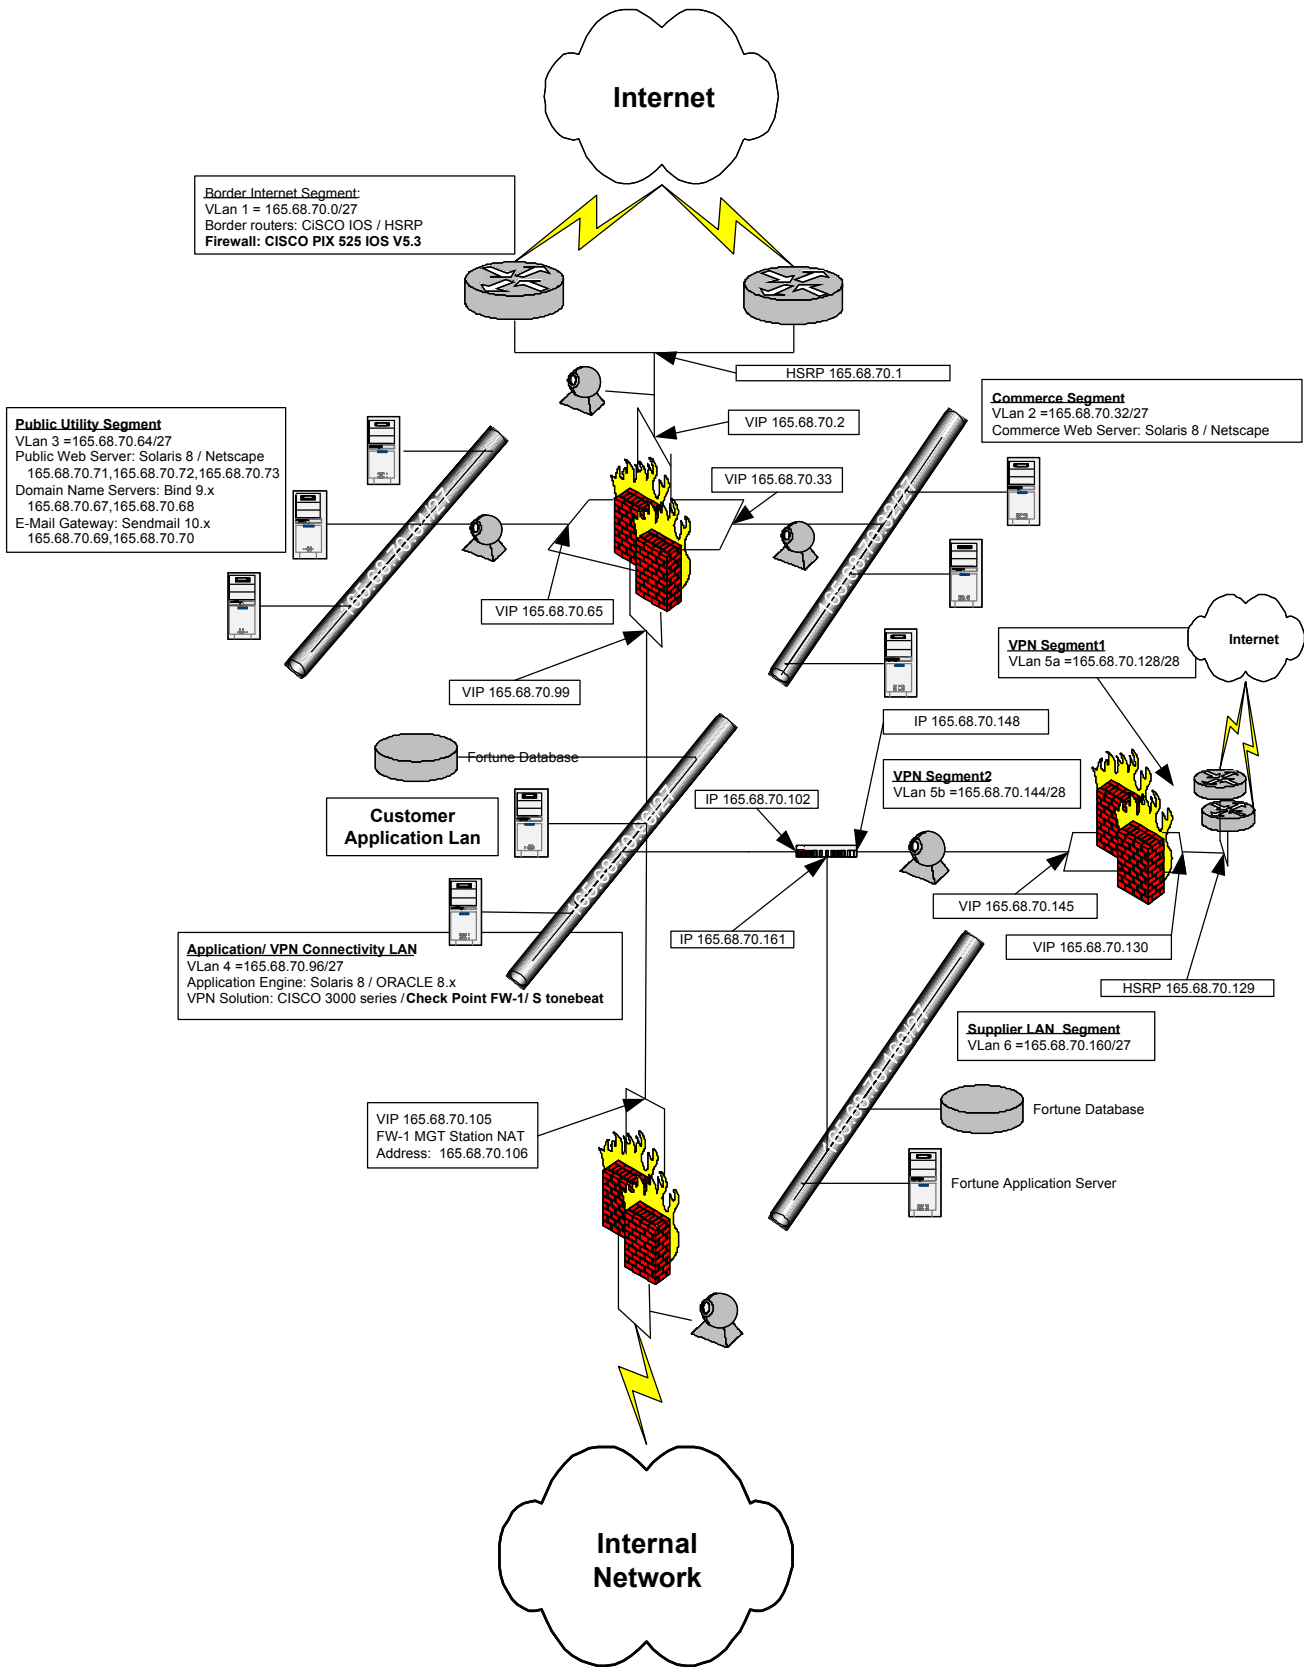 Internet
Border Internet Segment:
VLan 1 = 165.68.70.0/27
Border routers: CiSCO IOS / HSRP
Firewall: CISCO PIX 525 IOS V5.3
HSRP 165.68.70.1
Public Utility Segment
VLan 3 =165.68.70.64/27
Public Web Server: Solaris 8 / Netscape
165.68.70.71,165.68.70.72,165.68.70.73
Domain Name Servers: Bind 9.x
165.68.70.67,165.68.70.68
E-Mail Gateway: Sendmail 10.x
165.68.70.69,165.68.70.70
Commerce Segment
VLan 2 =165.68.70.32/27
Commerce Web Server: Solaris 8 / Netscape
VIP 165.68.70.2
VIP 165.68.70.33
165.68.70.32/27
VIP 165.68.70.65
VIP 165.68.70.99
VPN Segment1
VLan 5a =165.68.70.128/28
Internet
IP 165.68.70.148
Fortune Database
VPN Segment2
VLan 5b =165.68.70.144/28
IP 165.68.70.102
Customer
Application Lan
165.68.70.96/27
VIP 165.68.70.145
IP 165.68.70.161
VIP 165.68.70.130
HSRP 165.68.70.129
Application/ VPN Connectivity LAN
VLan 4 =165.68.70.96/27
Application Engine: Solaris 8 / ORACLE 8.x
VPN Solution: CISCO 3000 series /Check Point FW-1/ S tonebeat
Supplier LAN Segment
VLan 6 =165.68.70.160/27
165.68.70.160/27
VIP 165.68.70.105
FW-1 MGT Station NAT
Address: 165.68.70.106
Fortune Database
Fortune Application Server
Internal
Network